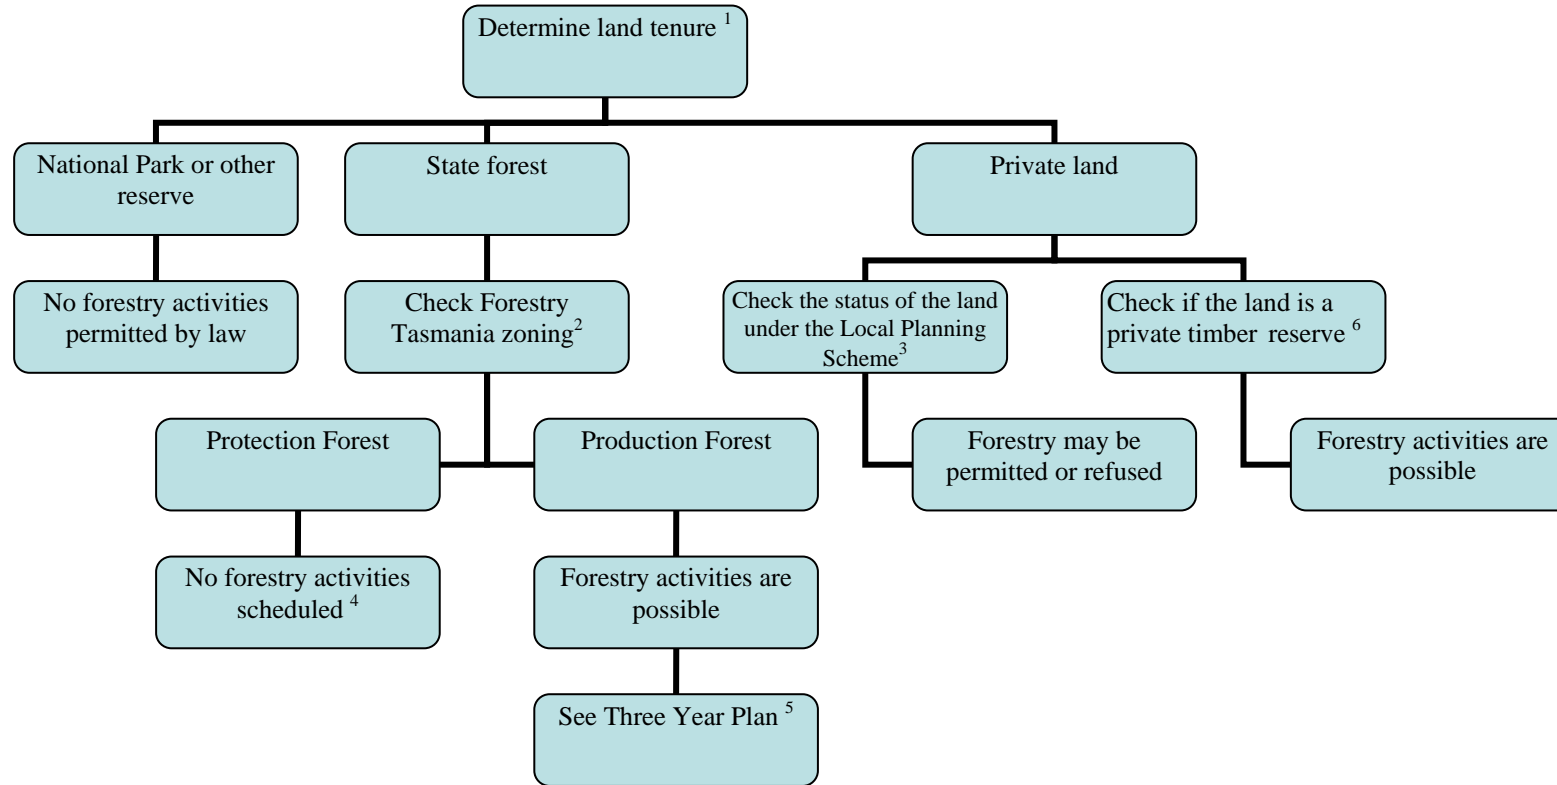 Determine land tenure 1
National Park or other
reserve
State forest
Private land
No forestry activities
permitted by law
Check Forestry
Tasmania zoning2
Check the status of the land
under the Local Planning
Scheme3
Check if the land is a
private timber reserve 6
Protection Forest
Production Forest
Forestry may be
permitted or refused
Forestry activities are
possible
No forestry activities
scheduled 4
Forestry activities are
possible
See Three Year Plan 5